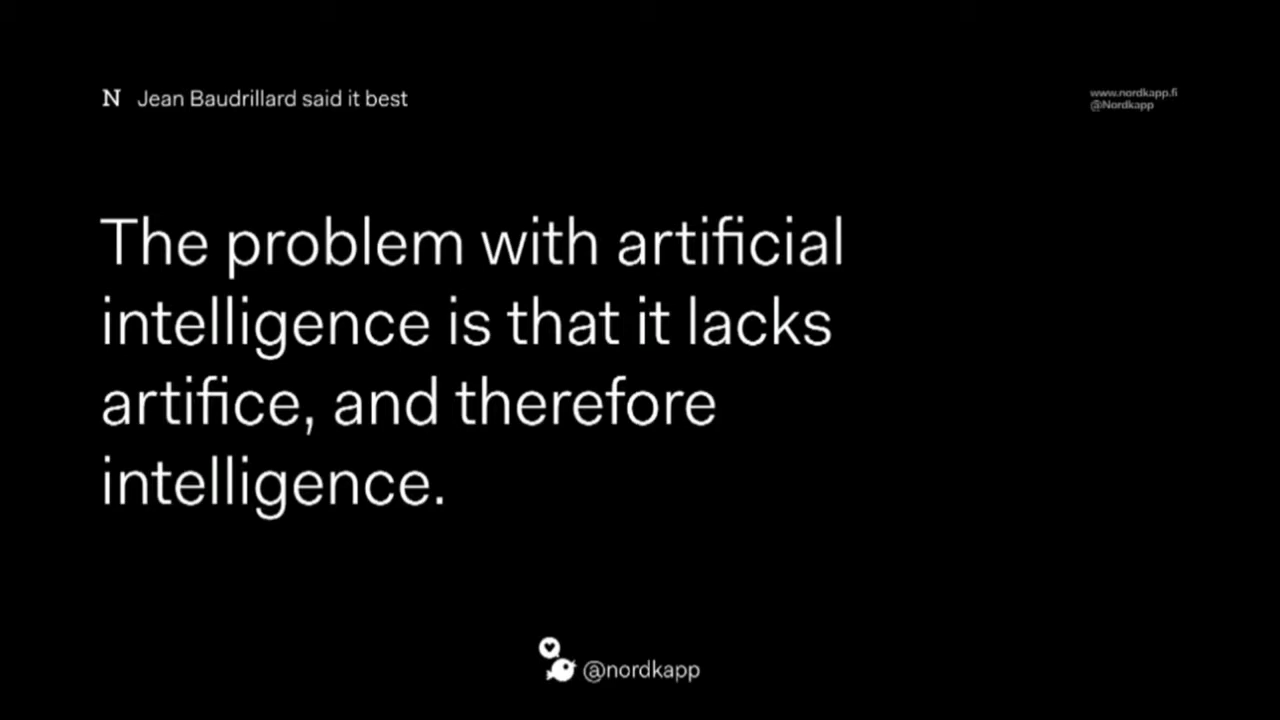 N Jean Baudrillard said it best
www.nordkapp.fi
@Nordkapp
The problem with artificial
intelligence is that it lacks
artifice, and therefore
intelligence.
@nordkapp